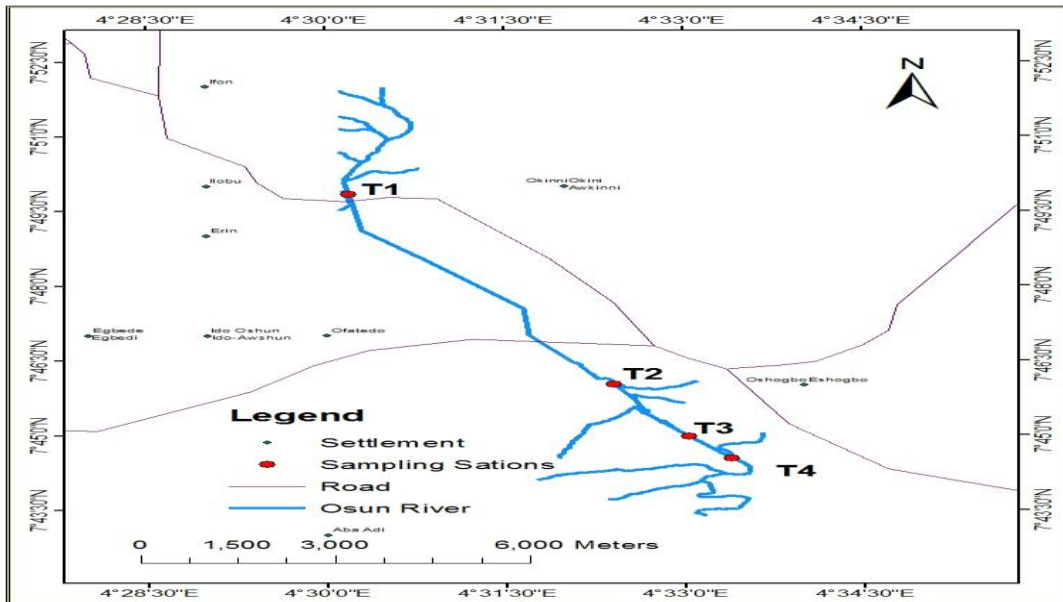 4°28'30"E 4°30'0"E 4°31'30"E 4°33'0"E 4°34'30"E
7°52'30"N
7°52'30"N
Ifon
N
7°51'0"N
7°51'0"N
Ilobu
T1
OkinniOkini
Awkinni
7°49'30"N
7°49'30"N
Erin
7°48'0"N
7°48'0"N
Egbede
Egbedi
Ido Oshun
Ido-Awshun
Ofatedo
7°46'30"N
7°46'30"N
T2
OshogboEshogbo
Legend
T3
7°45'0"N
7°45'0"N
Settlement
Sampling Sations
T4
Road
Osun River
7°43'30"N
7°43'30"N
Aba Adi
0 1,500 3,000 6,000 Meters
4°28'30"E 4°30'0"E 4°31'30"E 4°33'0"E 4°34'30"E